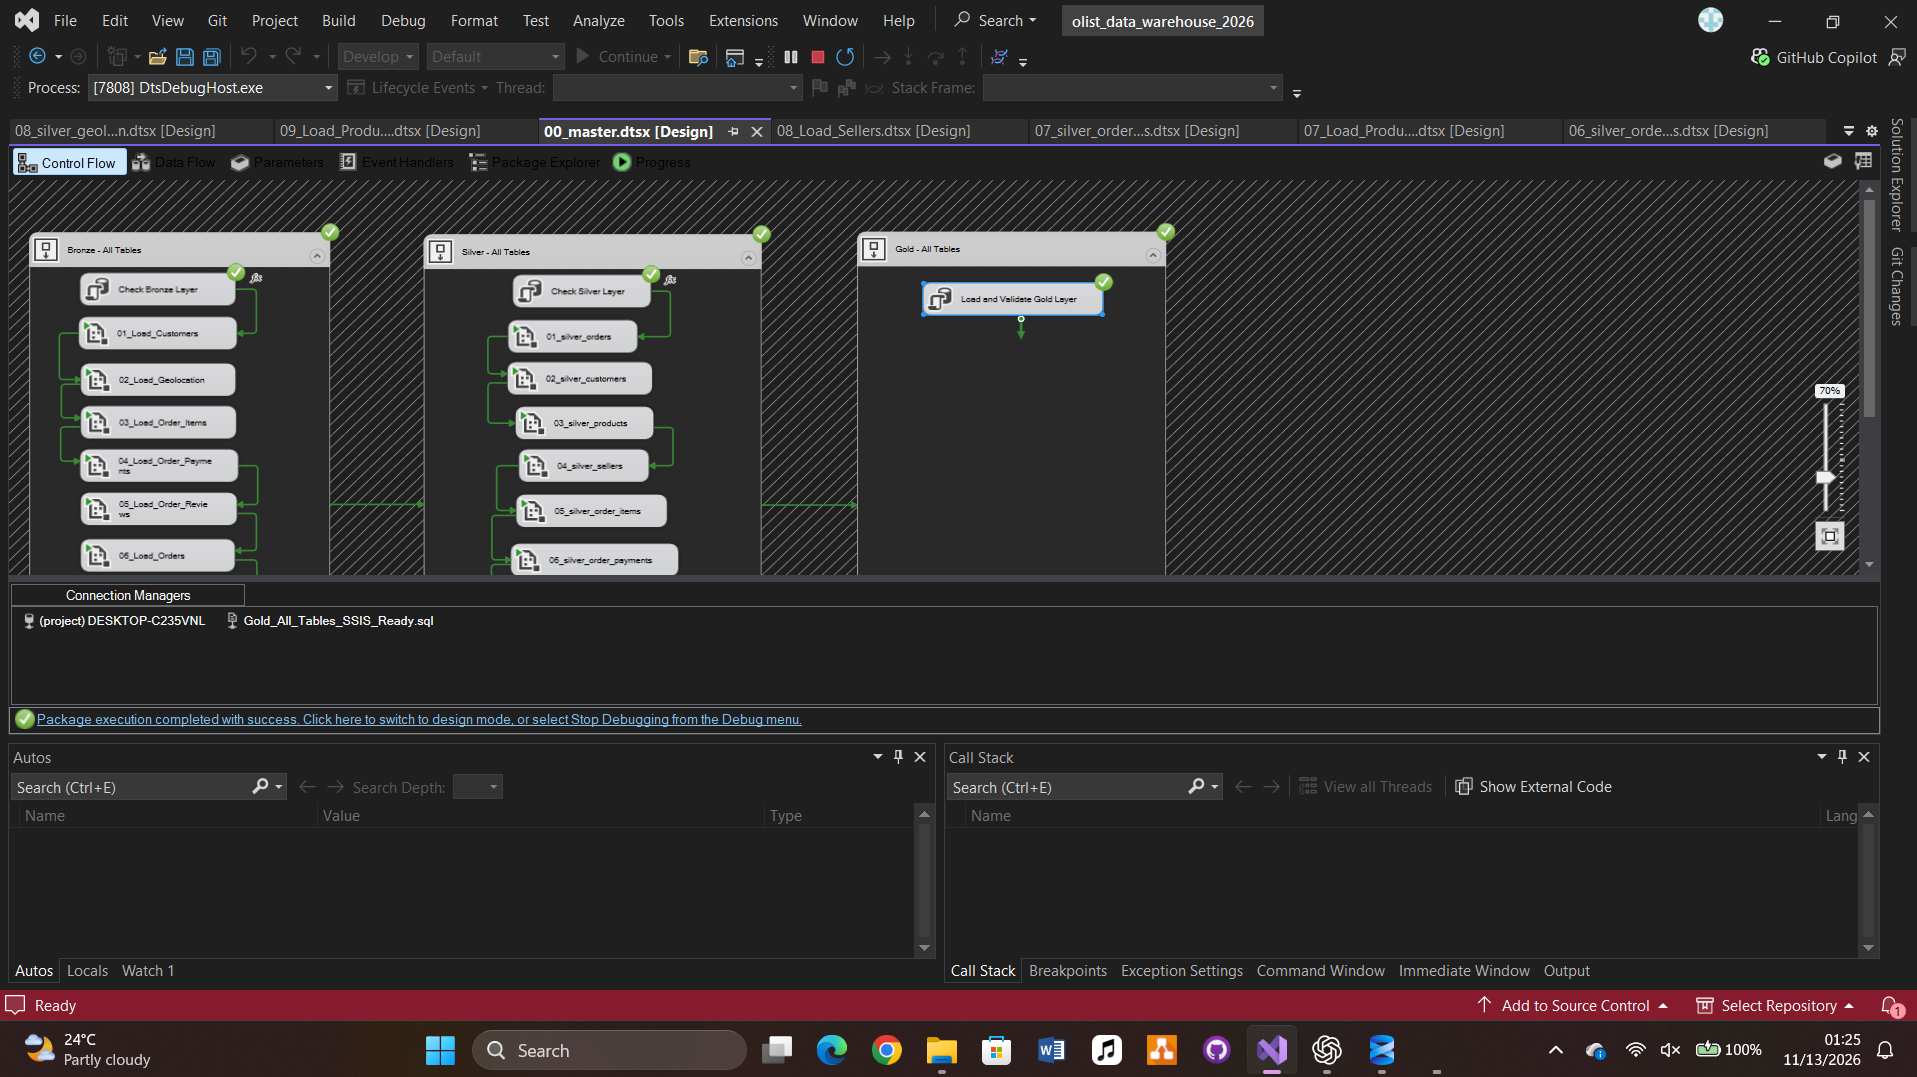 File Edit View Git Project Build Debug Format Test Analyze Tools Extensions Window Help Search olist_data_warehouse_2026
Develop Default Continue GitHub Copilot
Process: [7808] DtsDebugHost.exe Lifecycle Events Thread: Stack Frame:
08_silver_geol...n.dtsx [Design] 09_Load_Produ....dtsx [Design] 00_master.dtsx [Design] 08_Load_Sellers.dtsx [Design] 07_silver_order...s.dtsx [Design] 07_Load_Produ....dtsx [Design] 06_silver_orde...s.dtsx [Design]
Control Flow Data Flow Parameters Event Handlers Package Explorer Progress
Solution Explorer
Git Changes
Bronze - All Tables
Check Bronze Layer
fx
01_Load_Customers
02_Load_Geolocation
03_Load_Order_Items
04_Load_Order_Payme
nts
05_Load_Order_Revie
ws
06_Load_Orders
Silver - All Tables
Check Silver Layer
fx
01_silver_orders
02_silver_customers
03_silver_products
04_silver_sellers
05_silver_order_items
06_silver_order_payments
Gold - All Tables
Load and Validate Gold Layer
70%
Connection Managers
(project) DESKTOP-C235VNL Gold_All_Tables_SSIS_Ready.sql
Package execution completed with success. Click here to switch to design mode, or select Stop Debugging from the Debug menu.
Autos
Search (Ctrl+E) Search Depth:
Name Value Type
Autos Locals Watch 1
Call Stack
Search (Ctrl+E) View all Threads Show External Code
Name Lang
Call Stack Breakpoints Exception Settings Command Window Immediate Window Output
Ready Add to Source Control Select Repository 1
24°C
Partly cloudy
Search
100%
01:25
11/13/2026